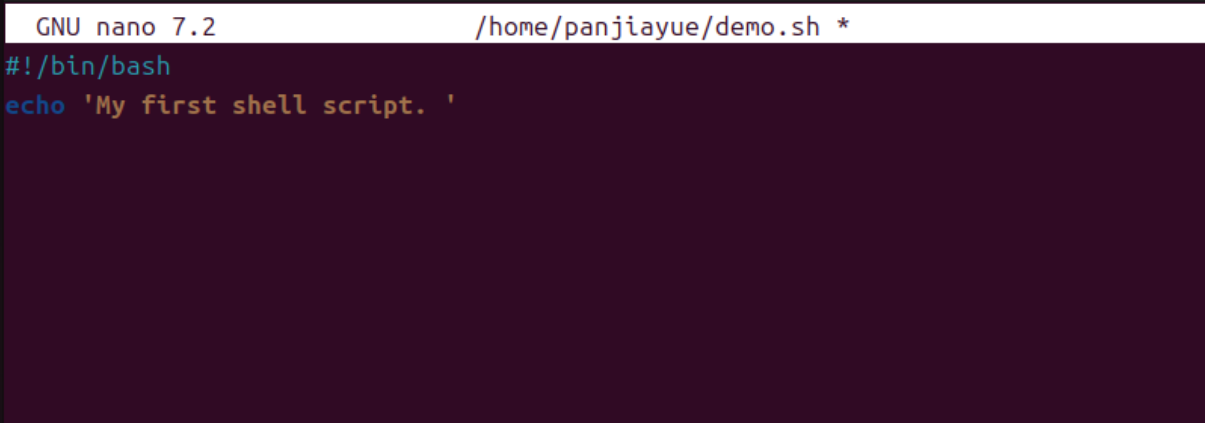 GNU nano 7.2 /home/panjiayue/demo.sh *
#!/bin/bash
echo 'My first shell script. '